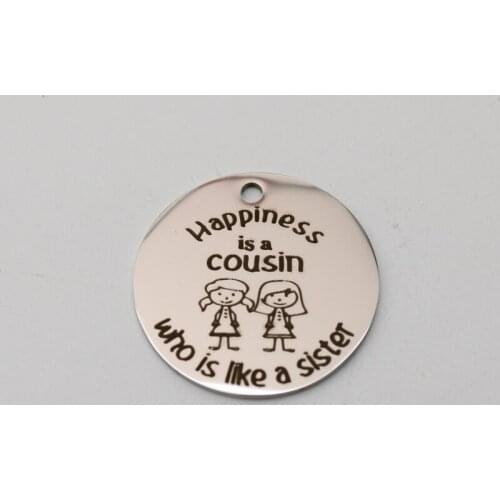 Happiness
is a
cousin
who is like a sister